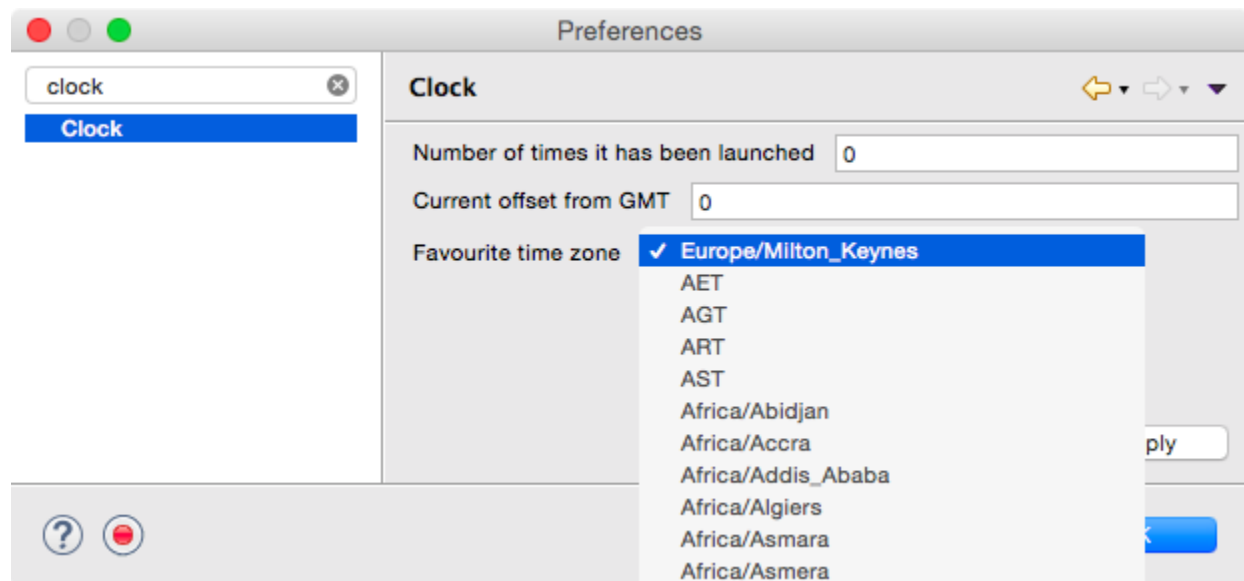 Preferences
clock
Clock
Clock
Number of times it has been launched 0
Current offset from GMT 0
Favourite time zone ✓ Europe/Milton_Keynes
AET
AGT
ART
AST
Africa/Abidjan
Africa/Accra
ply
Africa/Addis_Ababa
Africa/Algiers
?
Africa/Asmara
Africa/Asmera